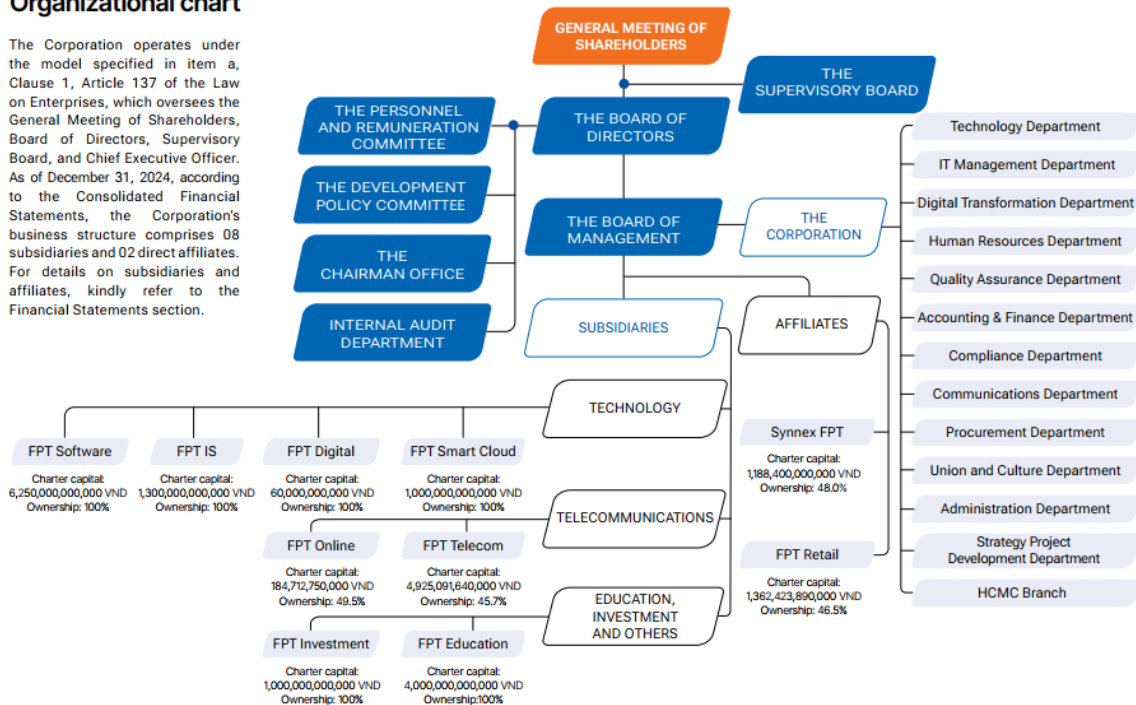 Organizational chart
The Corporation operates under
the model specified in item a,
Clause 1, Article 137 of the Law
on Enterprises, which oversees the
General Meeting of Shareholders,
Board of Directors, Supervisory
Board, and Chief Executive Officer.
As of December 31, 2024, according
to the Consolidated Financial
Statements, the Corporation's
business structure comprises 08
subsidiaries and 02 direct affiliates.
For details on subsidiaries and
affiliates, kindly refer to the
Financial Statements section.
GENERAL MEETING OF
SHAREHOLDERS
THE
SUPERVISORY BOARD
THE BOARD OF
DIRECTORS
THE PERSONNEL
AND REMUNERATION
COMMITTEE
THE DEVELOPMENT
POLICY COMMITTEE
THE
CHAIRMAN OFFICE
INTERNAL AUDIT
DEPARTMENT
THE BOARD OF
MANAGEMENT
THE
CORPORATION
Technology Department
IT Management Department
Digital Transformation Department
Human Resources Department
Quality Assurance Department
Accounting & Finance Department
Compliance Department
Communications Department
Procurement Department
Union and Culture Department
Administration Department
Strategy Project
Development Department
HCMC Branch
SUBSIDIARIES
AFFILIATES
TECHNOLOGY
FPT Software
Charter capital:
6,250,000,000,000 VND
Ownership: 100%
FPT IS
Charter capital:
1,300,000,000,000 VND
Ownership: 100%
FPT Digital
Charter capital:
60,000,000,000 VND
Ownership: 100%
FPT Smart Cloud
Charter capital:
1,000,000,000,000 VND
Ownership: 100%
TELECOMMUNICATIONS
FPT Online
Charter capital:
184,712,750,000 VND
Ownership: 49.5%
FPT Telecom
Charter capital:
4,925,091,640,000 VND
Ownership: 45.7%
EDUCATION,
INVESTMENT
AND OTHERS
FPT Investment
Charter capital:
1,000,000,000,000 VND
Ownership: 100%
FPT Education
Charter capital:
4,000,000,000,000 VND
Ownership:100%
Synnex FPT
Charter capital:
1,188,400,000,000 VND
Ownership: 48.0%
FPT Retail
Charter capital:
1,362,423,890,000 VND
Ownership: 46.5%